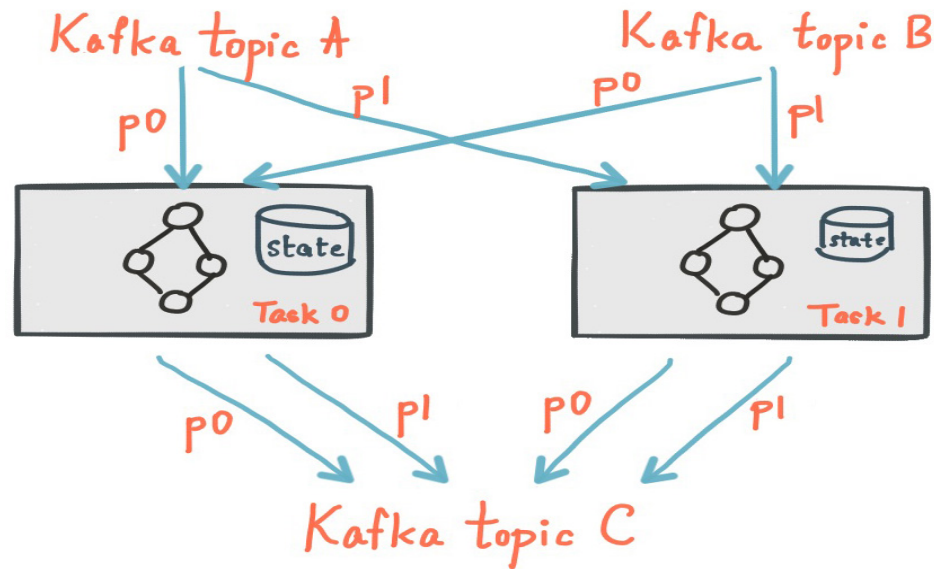 Kafka topic A
Kafka topic B
p0
p1
p0
p1
state
Task 0
state
Task 1
p0
p1
p0
p1
Kafka topic C